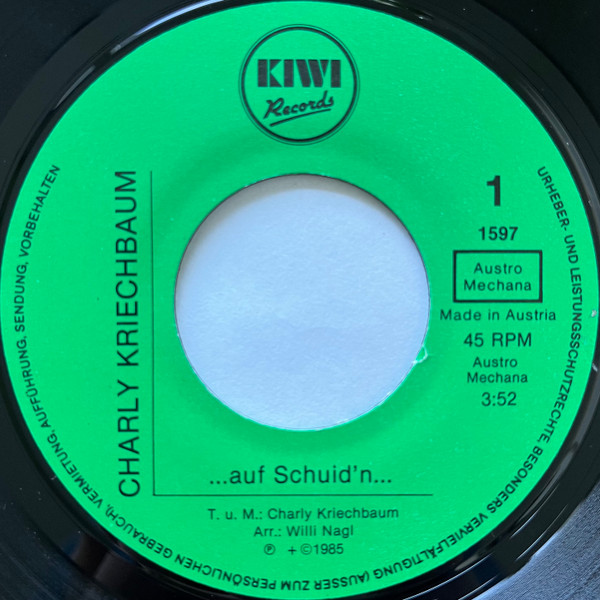 KIWI
Records
1
1597
Austro
Mechana
Made in Austria
45 RPM
Austro
Mechana
3:52
CHARLY KRIECHBAUM
...auf Schuid'n...
T. u. M.: Charly Kriechbaum
Arr.: Willi Nagl
℗ + © 1985
URHEBER- UND LEISTUNGSSCHUTZRECHTE, BESONDERS VERVIELFÄLTIGUNG (AUSSER ZUM PERSÖNLICHEN GEBRAUCH), VERMIETUNG, AUFFÜHRUNG, SENDUNG, VORBEHALTEN